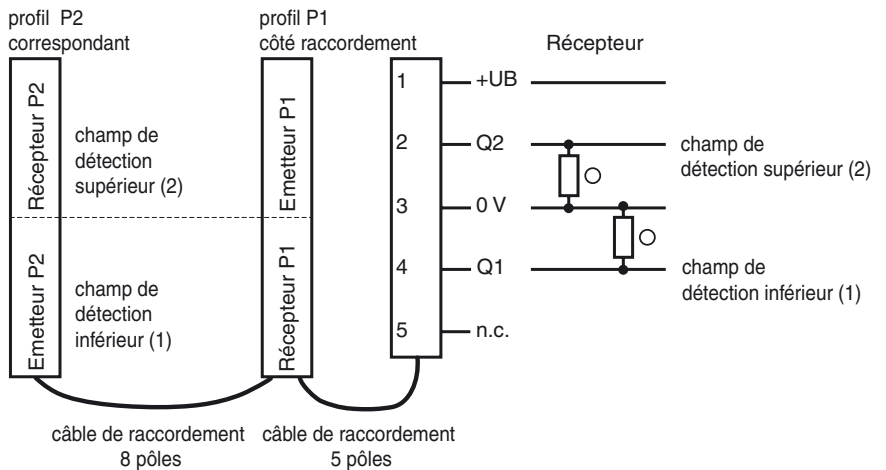 profil P2
correspondant
profil P1
côté raccordement
Récepteur
Récepteur P2
Emetteur P2
champ de
détection
supérieur (2)
champ de
détection
inférieur (1)
Emetteur P1
Récepteur P1
1
+UB
2
Q2
3
0 V
4
Q1
5
n.c.
champ de
détection supérieur (2)
champ de
détection inférieur (1)
câble de raccordement
8 pôles
câble de raccordement
5 pôles